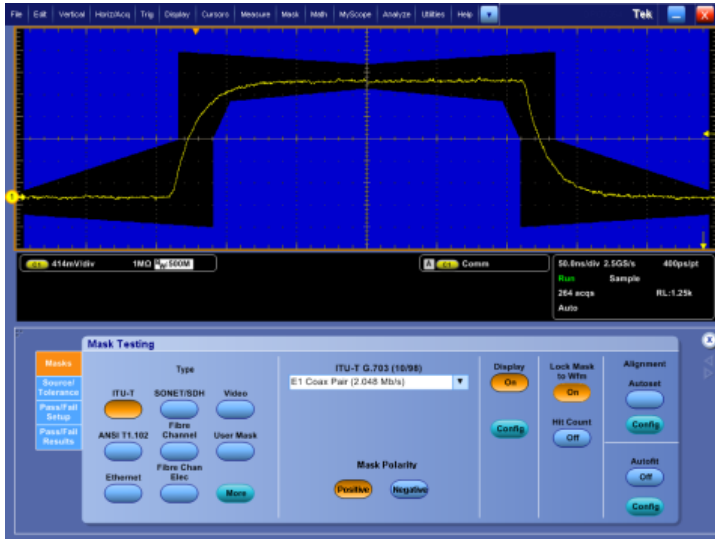 File Edit Vertical Horiz/Acq Trig Display Cursors Measure Mask Math MyScope Analyze Utilities Help Tek X
1
C1 414mV/div 1MΩ BW:500M
A C1 Comm
50.0ns/div 2.5GS/s 400ps/pt
Run Sample
264 acqs RL:1.25k
Auto
Mask Testing
X
Masks
Source/
Tolerance
Pass/Fail
Setup
Pass/Fail
Results
Type
ITU-T SONET/SDH Video
ANSI T1.102 Fibre
Channel User Mask
Ethernet Fibre Chan
Elec
More
ITU-T G.703 (10/98)
E1 Coax Pair (2.048 Mb/s)
Mask Polarity
Positive Negative
Display
On
Config
Lock Mask
to Wfm
On
Hit Count
Off
Alignment
Autoset
Config
Autofit
Off
Config